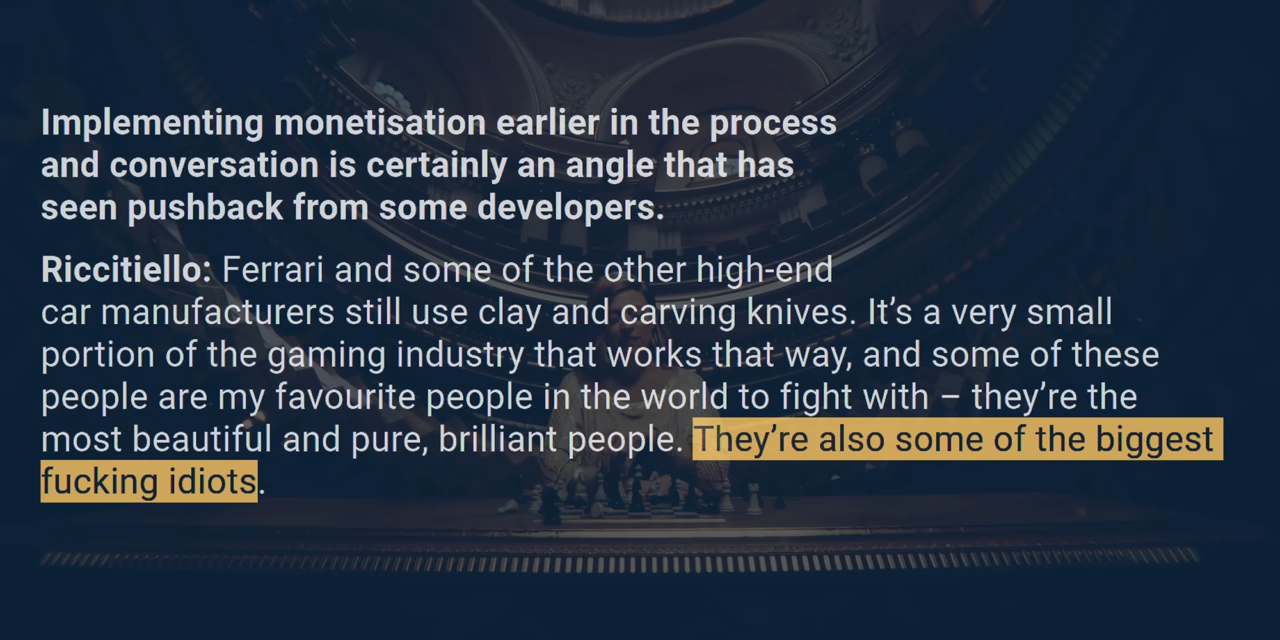 Implementing monetisation earlier in the process
and conversation is certainly an angle that has
seen pushback from some developers.
Riccitiello: Ferrari and some of the other high-end
car manufacturers still use clay and carving knives. It’s a very small
portion of the gaming industry that works that way, and some of these
people are my favourite people in the world to fight with – they’re the
most beautiful and pure, brilliant people. They’re also some of the biggest
fucking idiots.